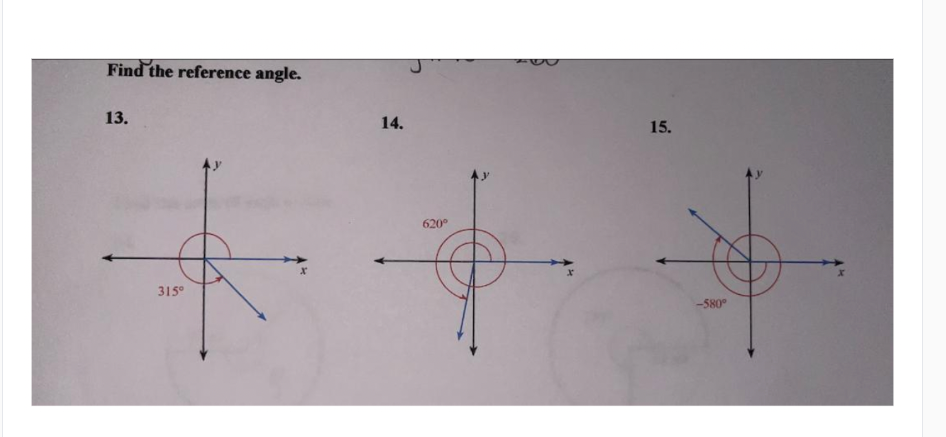 Find the reference angle.
13.
14.
15.
y
x
315°
y
620°
x
y
x
-580°